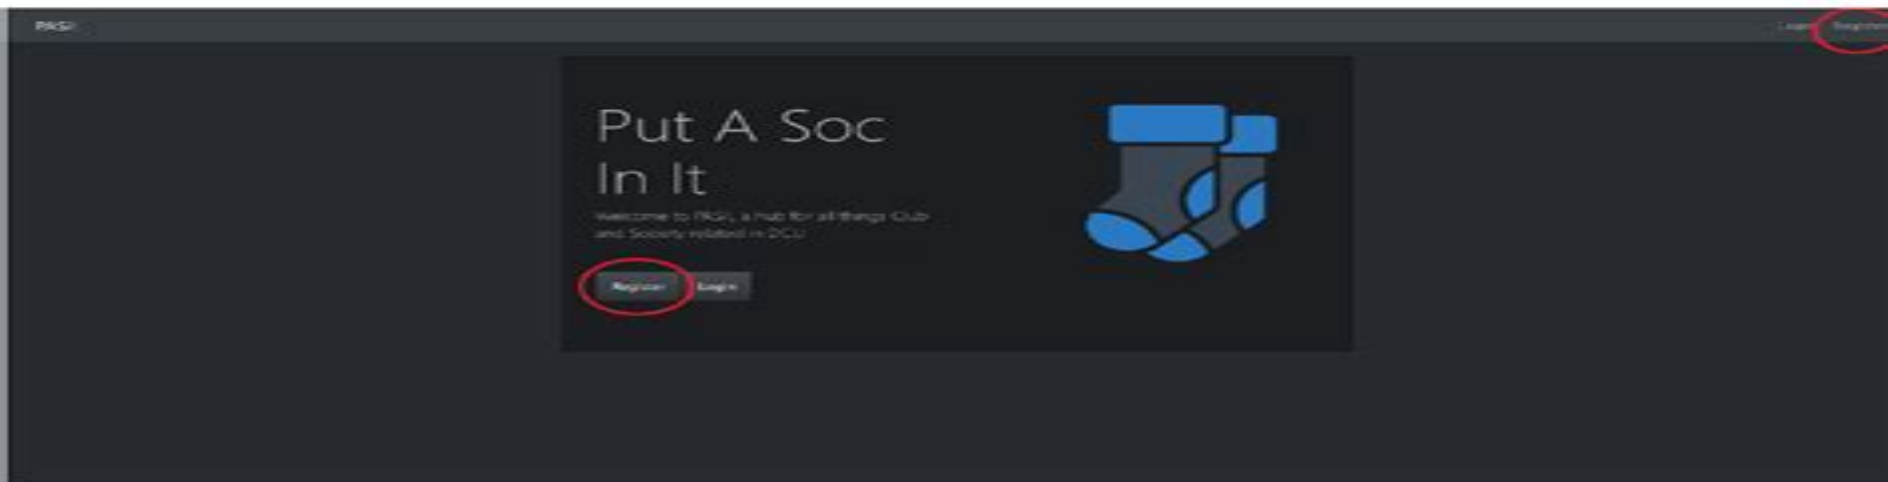 PASI.
Login Register
Put A Soc
In It
Welcome to PASI, a hub for all things Club
and Society related in DCU
Register Login